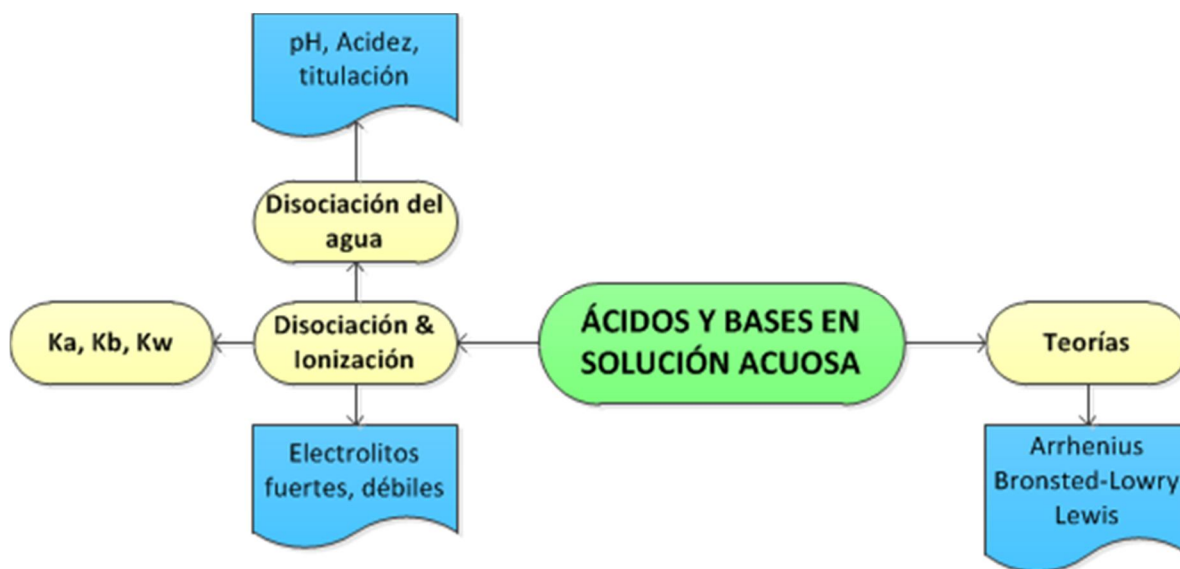 pH, Acidez,
titulación
Disociación del
agua
Ka, Kb, Kw
Disociación &
Ionización
ÁCIDOS Y BASES EN
SOLUCIÓN ACUOSA
Teorías
Electrolitos
fuertes, débiles
Arrhenius
Bronsted-Lowry
Lewis